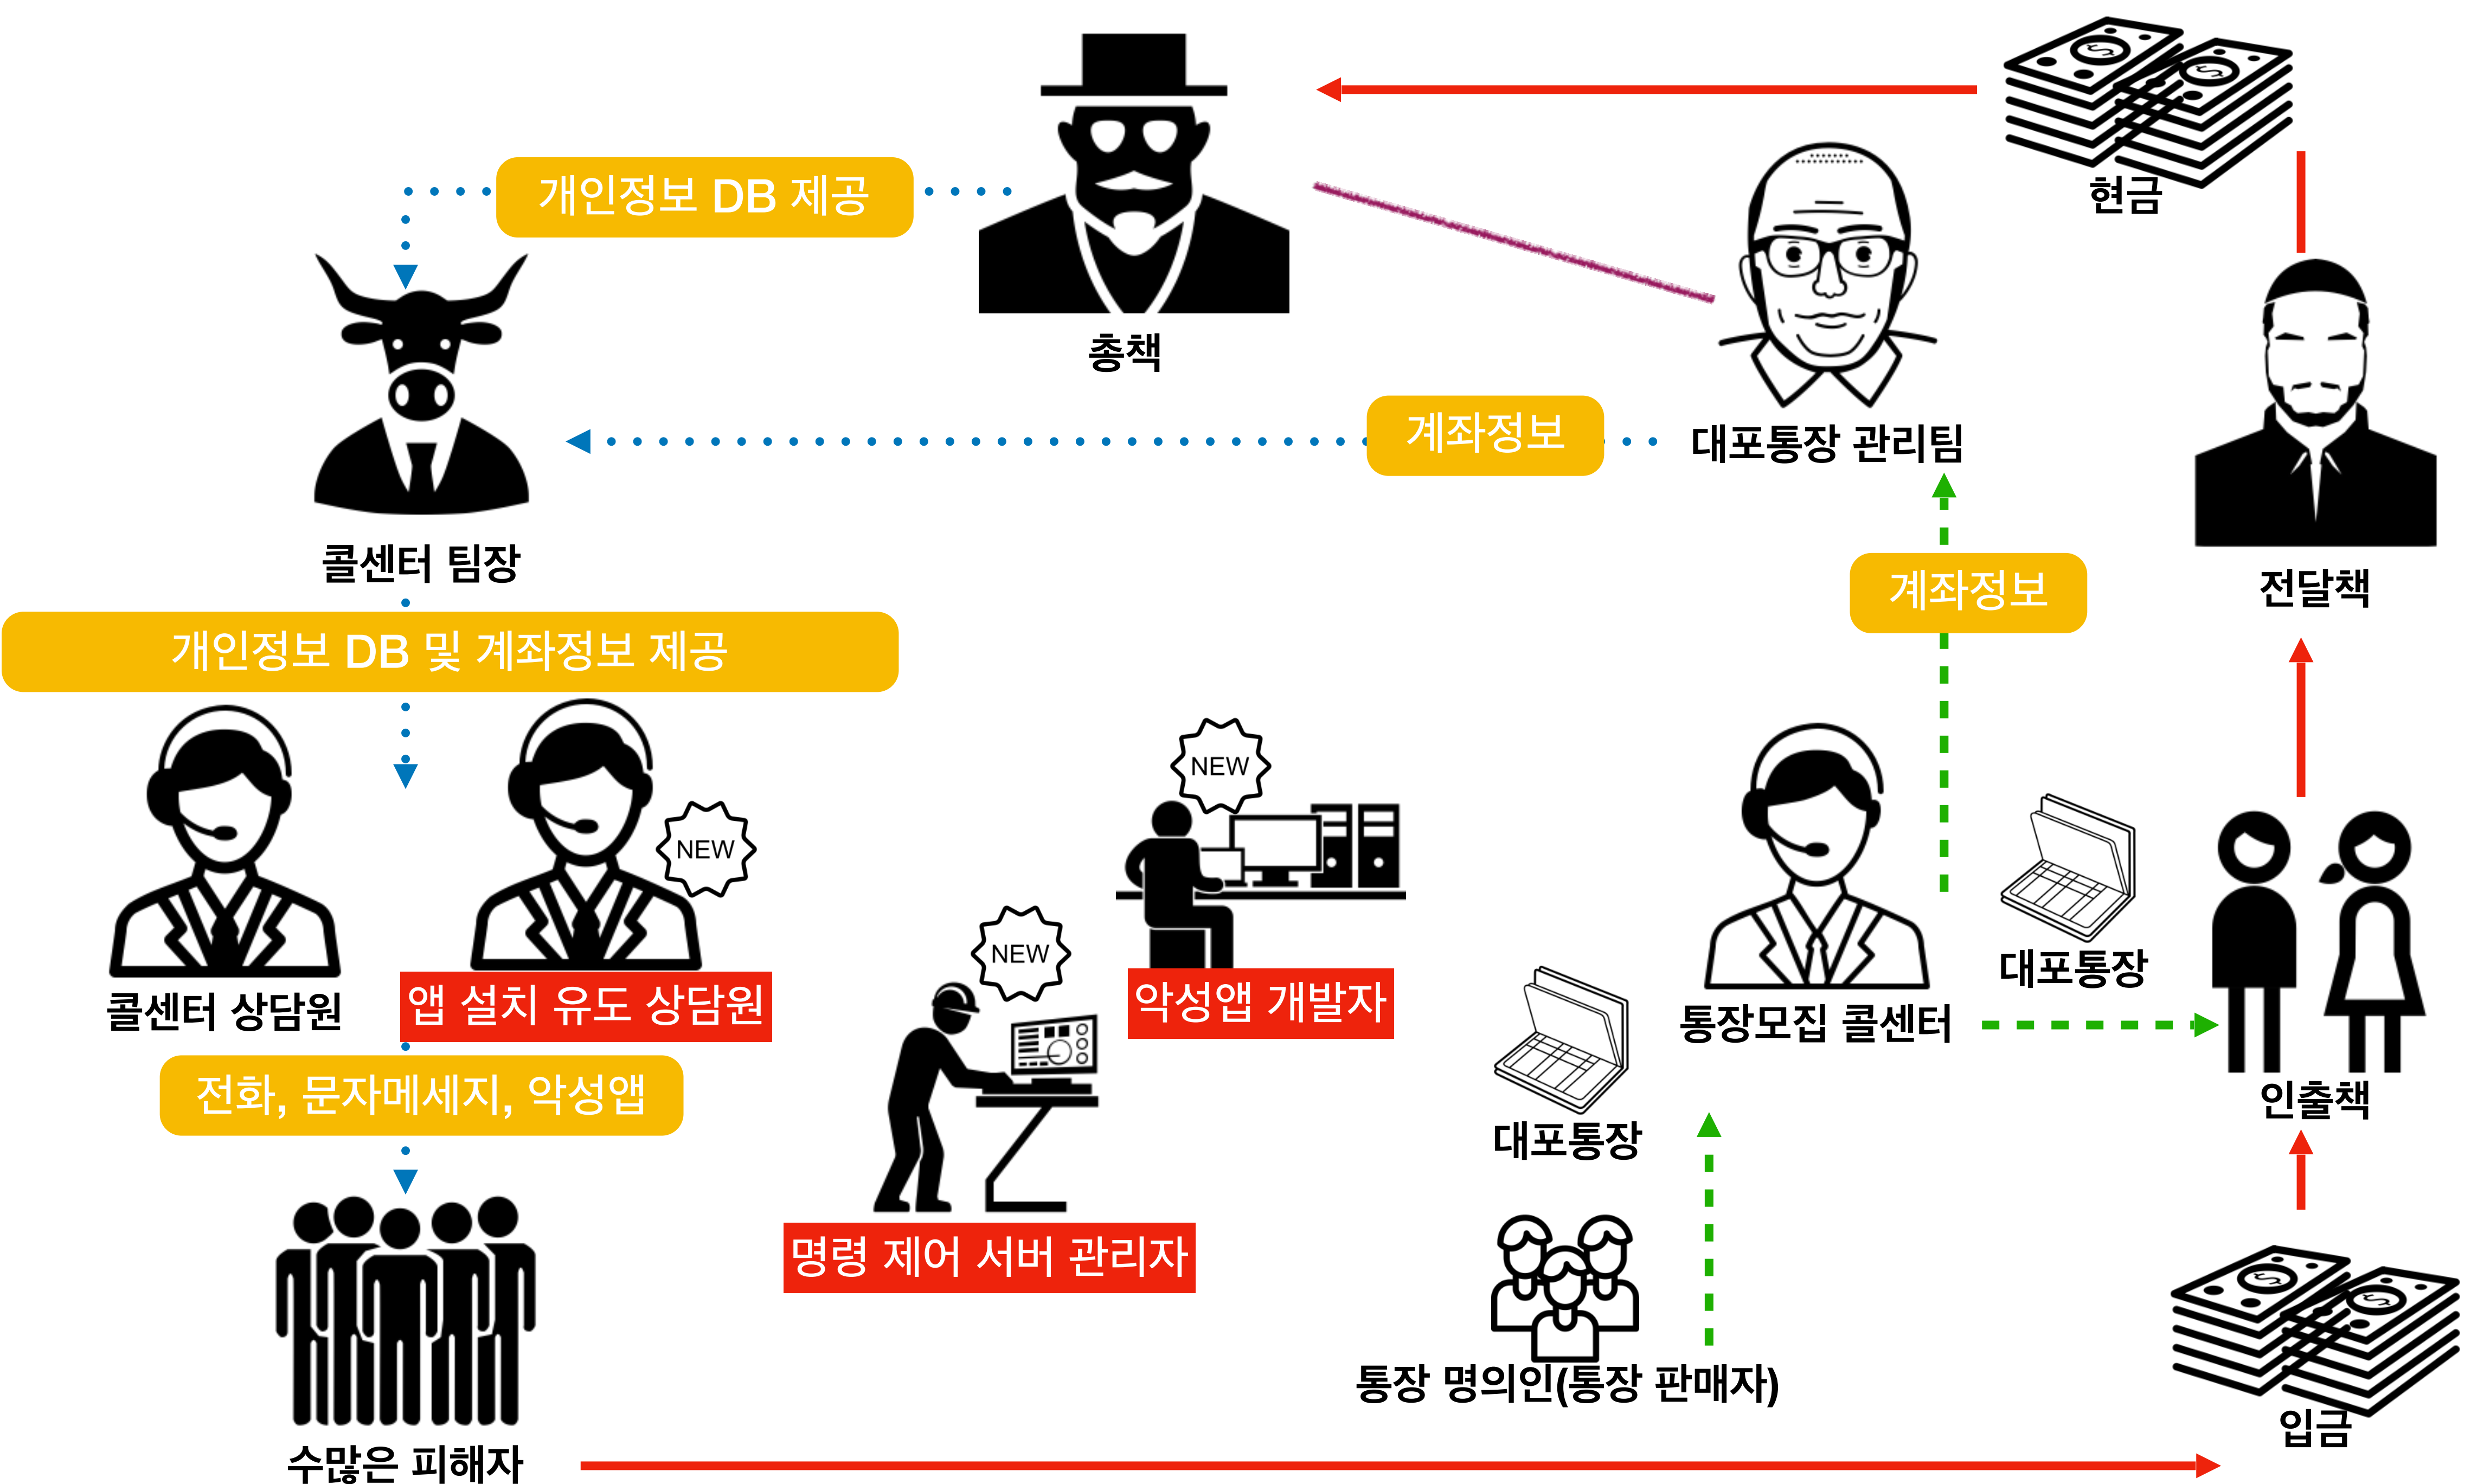 현금
개인정보 DB 제공
총책
계좌정보
대포통장 관리팀
콜센터 팀장
계좌정보
전달책
개인정보 DB 및 계좌정보 제공
NEW
NEW
NEW
대포통장
콜센터 상담원
앱 설치 유도 상담원
악성앱 개발자
통장모집 콜센터
전화, 문자메세지, 악성앱
인출책
대포통장
명령 제어 서버 관리자
통장 명의인(통장 판매자)
입금
수많은 피해자